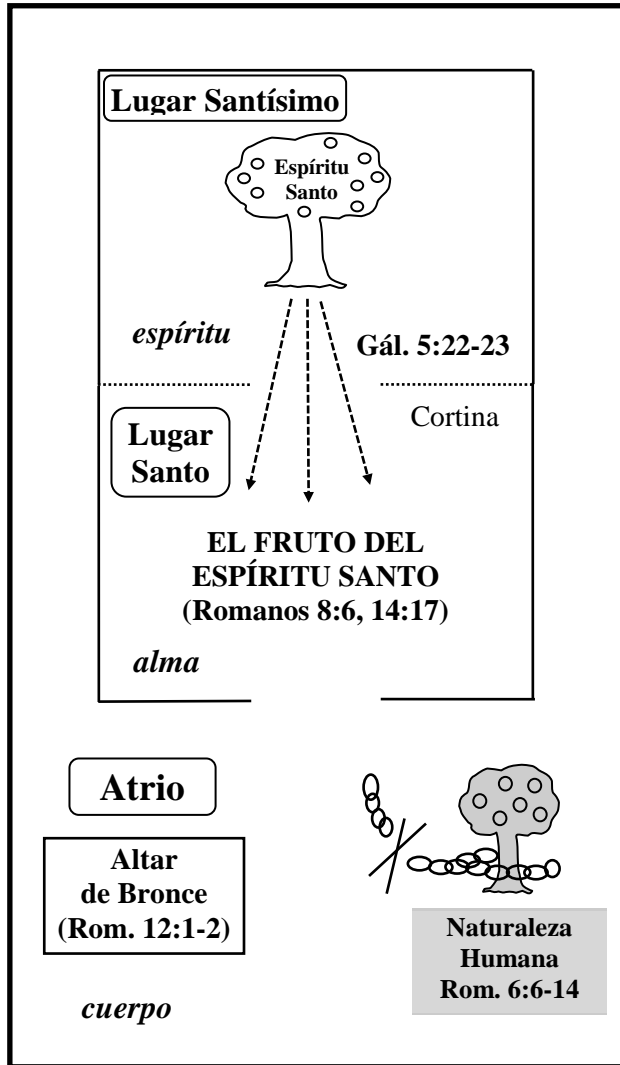 Lugar Santísimo
Espíritu
Santo
espíritu
Gál. 5:22-23
Cortina
Lugar
Santo
EL FRUTO DEL
ESPÍRITU SANTO
(Romanos 8:6, 14:17)
alma
Atrio
Altar
de Bronce
(Rom. 12:1-2)
Naturaleza
Humana
Rom. 6:6-14
cuerpo